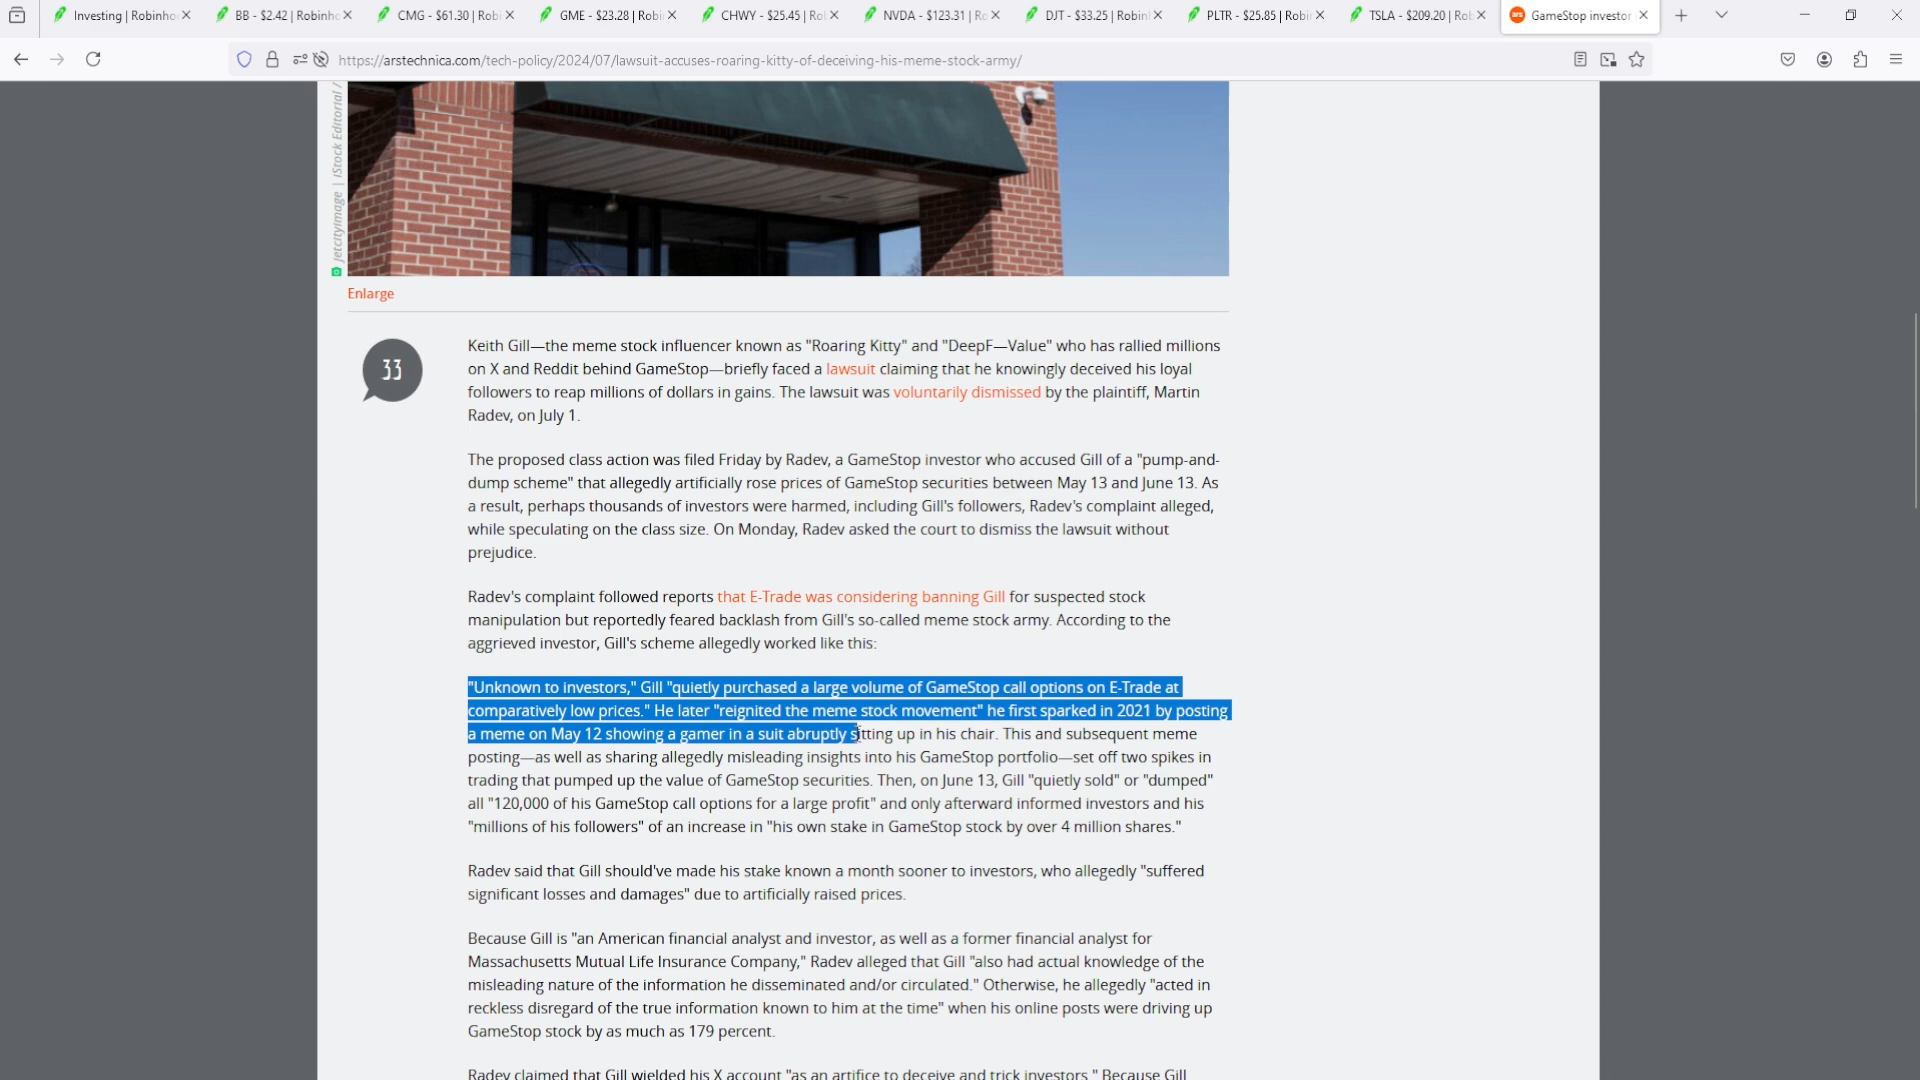 Investing | Robinho
BB - $2.42 | Robinh
CMG - $61.30 | Robi
GME - $23.28 | Robi
CHWY - $25.45 | Ro
NVDA - $123.31 | Ro
DJT - $33.25 | Robin
PLTR - $25.85 | Robi
TSLA - $209.20 | Rob
ars
GameStop investor
https://arstechnica.com/tech-policy/2024/07/lawsuit-accuses-roaring-kitty-of-deceiving-his-meme-stock-army/
Jetcityimage | iStock Editorial /
Enlarge
33
Keith Gill—the meme stock influencer known as "Roaring Kitty" and "DeepF—Value" who has rallied millions
on X and Reddit behind GameStop—briefly faced a lawsuit claiming that he knowingly deceived his loyal
followers to reap millions of dollars in gains. The lawsuit was voluntarily dismissed by the plaintiff, Martin
Radev, on July 1.
The proposed class action was filed Friday by Radev, a GameStop investor who accused Gill of a "pump-and-
dump scheme" that allegedly artificially rose prices of GameStop securities between May 13 and June 13. As
a result, perhaps thousands of investors were harmed, including Gill's followers, Radev's complaint alleged,
while speculating on the class size. On Monday, Radev asked the court to dismiss the lawsuit without
prejudice.
Radev's complaint followed reports that E-Trade was considering banning Gill for suspected stock
manipulation but reportedly feared backlash from Gill's so-called meme stock army. According to the
aggrieved investor, Gill's scheme allegedly worked like this:
"Unknown to investors," Gill "quietly purchased a large volume of GameStop call options on E-Trade at
comparatively low prices." He later "reignited the meme stock movement" he first sparked in 2021 by posting
a meme on May 12 showing a gamer in a suit abruptly sitting up in his chair. This and subsequent meme
posting—as well as sharing allegedly misleading insights into his GameStop portfolio—set off two spikes in
trading that pumped up the value of GameStop securities. Then, on June 13, Gill "quietly sold" or "dumped"
all "120,000 of his GameStop call options for a large profit" and only afterward informed investors and his
"millions of his followers" of an increase in "his own stake in GameStop stock by over 4 million shares."
Radev said that Gill should've made his stake known a month sooner to investors, who allegedly "suffered
significant losses and damages" due to artificially raised prices.
Because Gill is "an American financial analyst and investor, as well as a former financial analyst for
Massachusetts Mutual Life Insurance Company," Radev alleged that Gill "also had actual knowledge of the
misleading nature of the information he disseminated and/or circulated." Otherwise, he allegedly "acted in
reckless disregard of the true information known to him at the time" when his online posts were driving up
GameStop stock by as much as 179 percent.
Radev claimed that Gill wielded his X account "as an artifice to deceive and trick investors." Because Gill